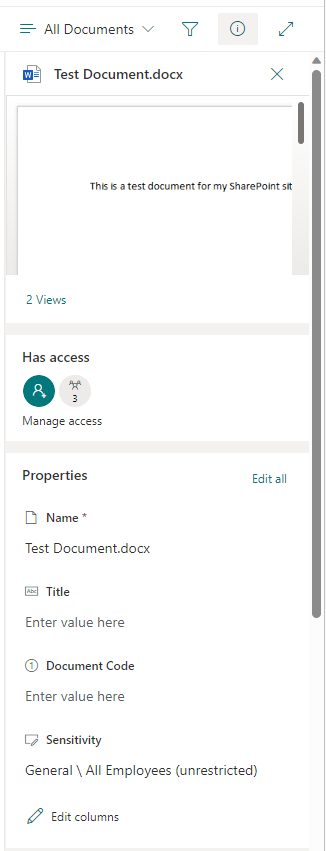 All Documents
Test Document.docx
This is a test document for my SharePoint sit
2 Views
Has access
3
Manage access
Properties
Edit all
Name *
Test Document.docx
Abc
Title
Enter value here
1
Document Code
Enter value here
Sensitivity
General \ All Employees (unrestricted)
Edit columns